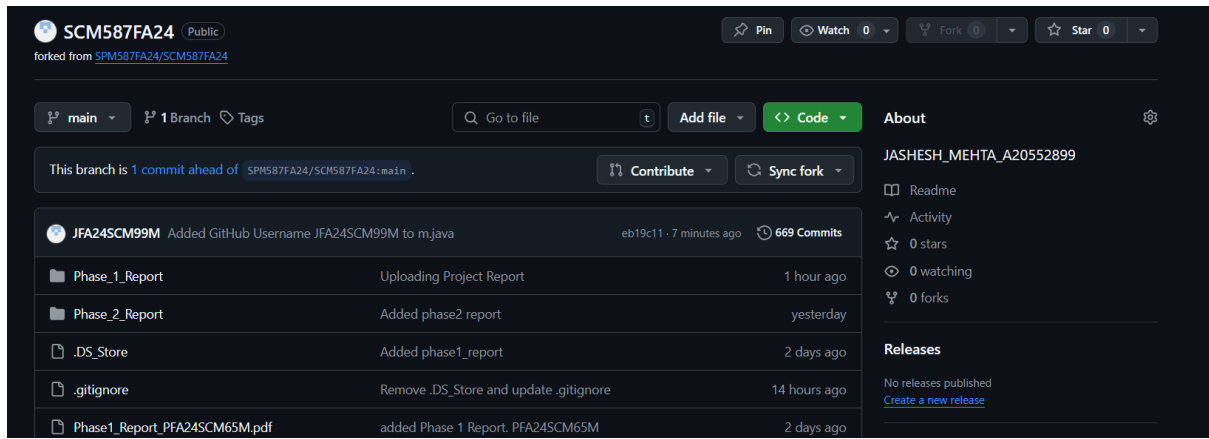 SCM587FA24 Public
Pin Watch 0 Fork 0 Star 0
forked from SPM587FA24/SCM587FA24
main 1 Branch Tags Go to file t Add file Code
This branch is 1 commit ahead of SPM587FA24/SCM587FA24:main .
Contribute Sync fork
JFA24SCM99M Added GitHub Username JFA24SCM99M to m.java eb19c11 · 7 minutes ago 669 Commits
Phase_1_Report Uploading Project Report 1 hour ago
Phase_2_Report Added phase2 report yesterday
.DS_Store Added phase1_report 2 days ago
.gitignore Remove .DS_Store and update .gitignore 14 hours ago
Phase1_Report_PFA24SCM65M.pdf added Phase 1 Report. PFA24SCM65M 2 days ago
About
JASHESH_MEHTA_A20552899
Readme
Activity
0 stars
0 watching
0 forks
Releases
No releases published
Create a new release